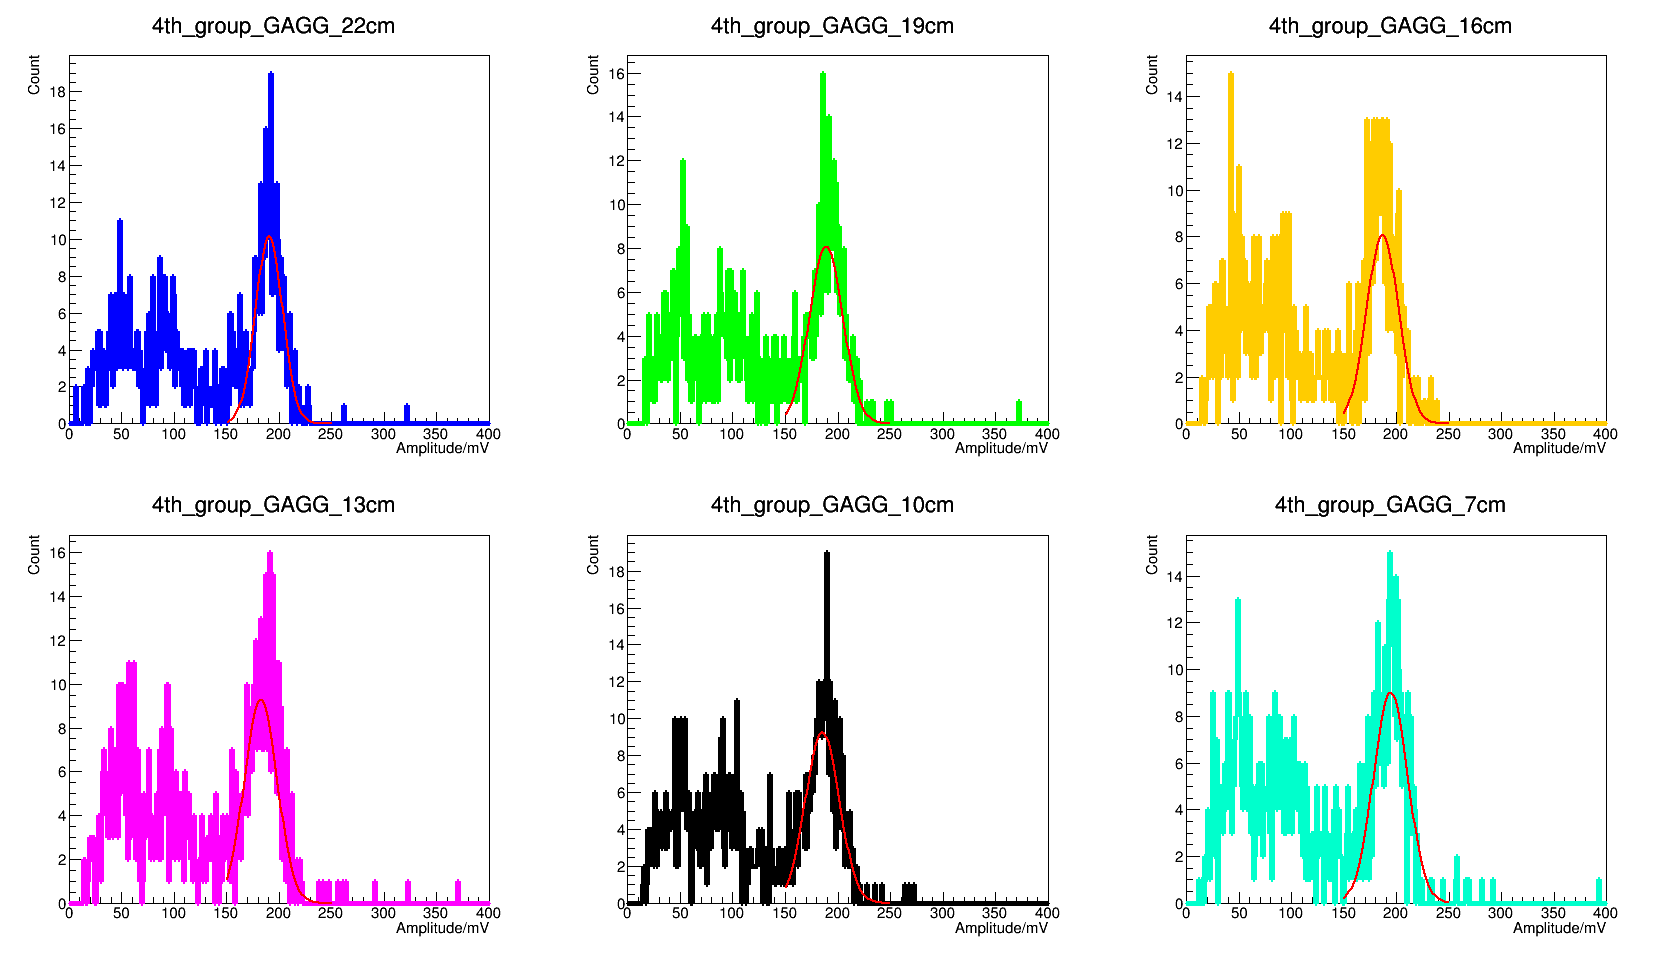 4th_group_GAGG_22cm
Count
18
16
14
12
10
8
6
4
2
0
0 50 100 150 200 250 300 350 400
Amplitude/mV
4th_group_GAGG_19cm
Count
16
14
12
10
8
6
4
2
0
0 50 100 150 200 250 300 350 400
Amplitude/mV
4th_group_GAGG_16cm
Count
14
12
10
8
6
4
2
0
0 50 100 150 200 250 300 350 400
Amplitude/mV
4th_group_GAGG_13cm
Count
16
14
12
10
8
6
4
2
0
0 50 100 150 200 250 300 350 400
Amplitude/mV
4th_group_GAGG_10cm
Count
18
16
14
12
10
8
6
4
2
0
0 50 100 150 200 250 300 350 400
Amplitude/mV
4th_group_GAGG_7cm
Count
14
12
10
8
6
4
2
0
0 50 100 150 200 250 300 350 400
Amplitude/mV